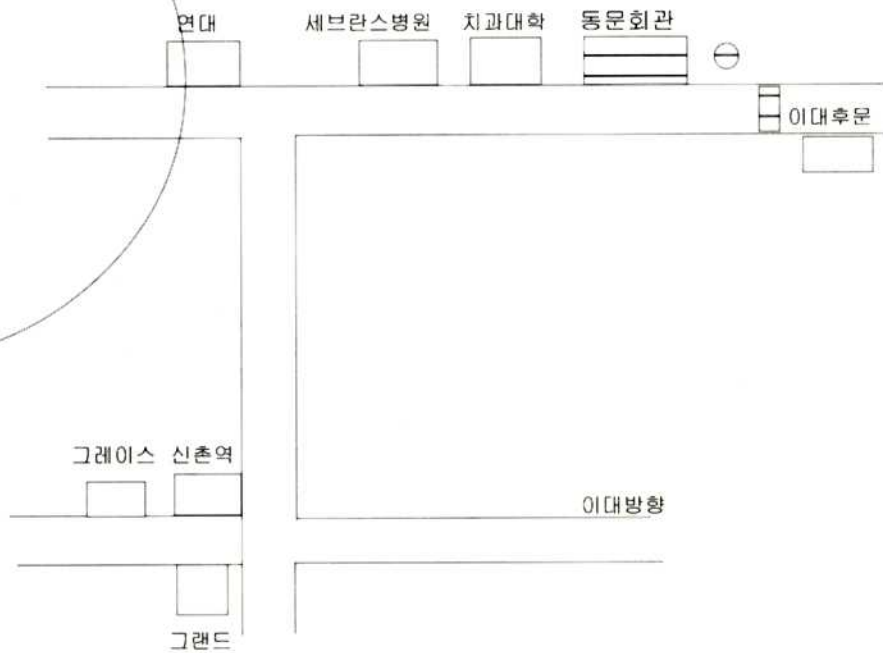 연대
세브란스병원
치과대학
동문회관
이대후문
그레이스
신촌역
이대방향
그랜드